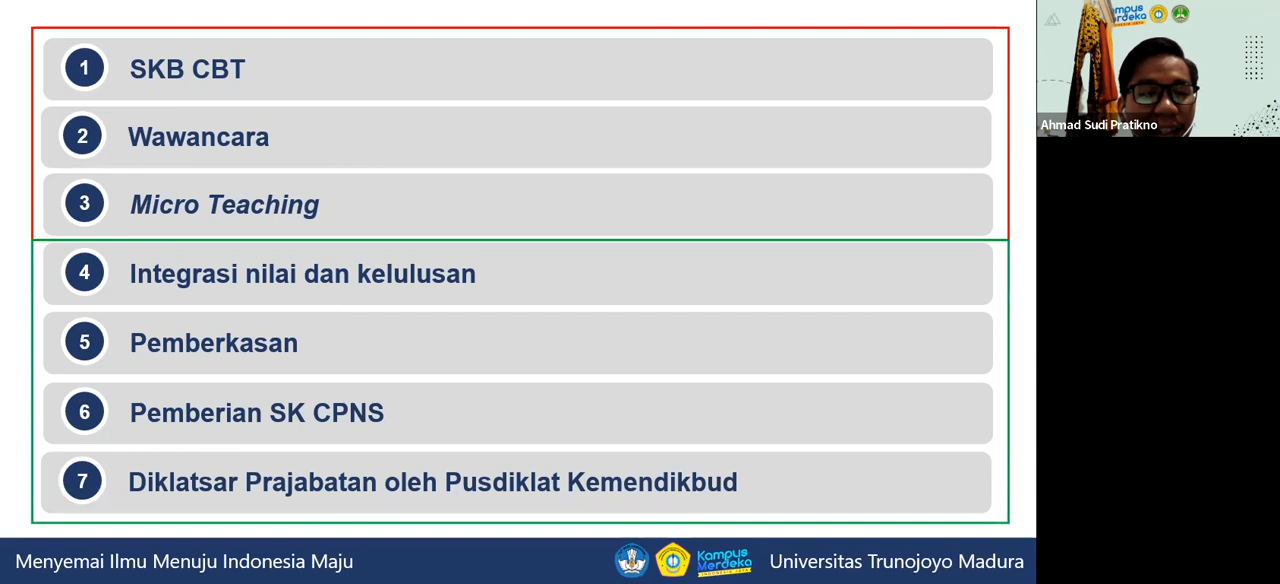 1 SKB CBT
2 Wawancara
3 Micro Teaching
4 Integrasi nilai dan kelulusan
5 Pemberkasan
6 Pemberian SK CPNS
7 Diklatsar Prajabatan oleh Pusdiklat Kemendikbud
Menyemai Ilmu Menuju Indonesia Maju
Kampus
Merdeka
INDONESIA JAYA
Universitas Trunojoyo Madura
Ahmad Sudi Pratikno